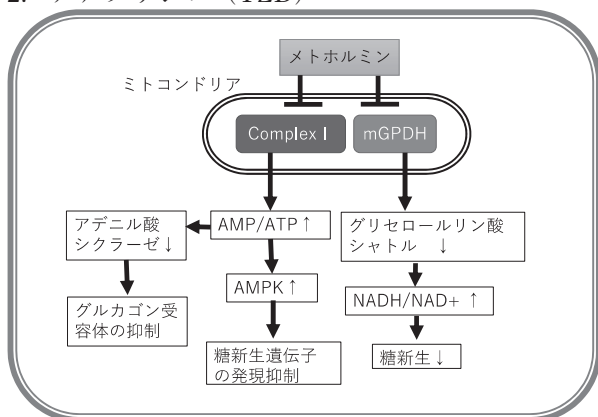 メトホルミン
ミトコンドリア
Complex I
mGPDH
アデニル酸
シクラーゼ↓
AMP/ATP↑
グリセロールリン酸
シャトル ↓
AMPK↑
NADH/NAD+ ↑
グルカゴン受
容体の抑制
糖新生遺伝子
の発現抑制
糖新生↓